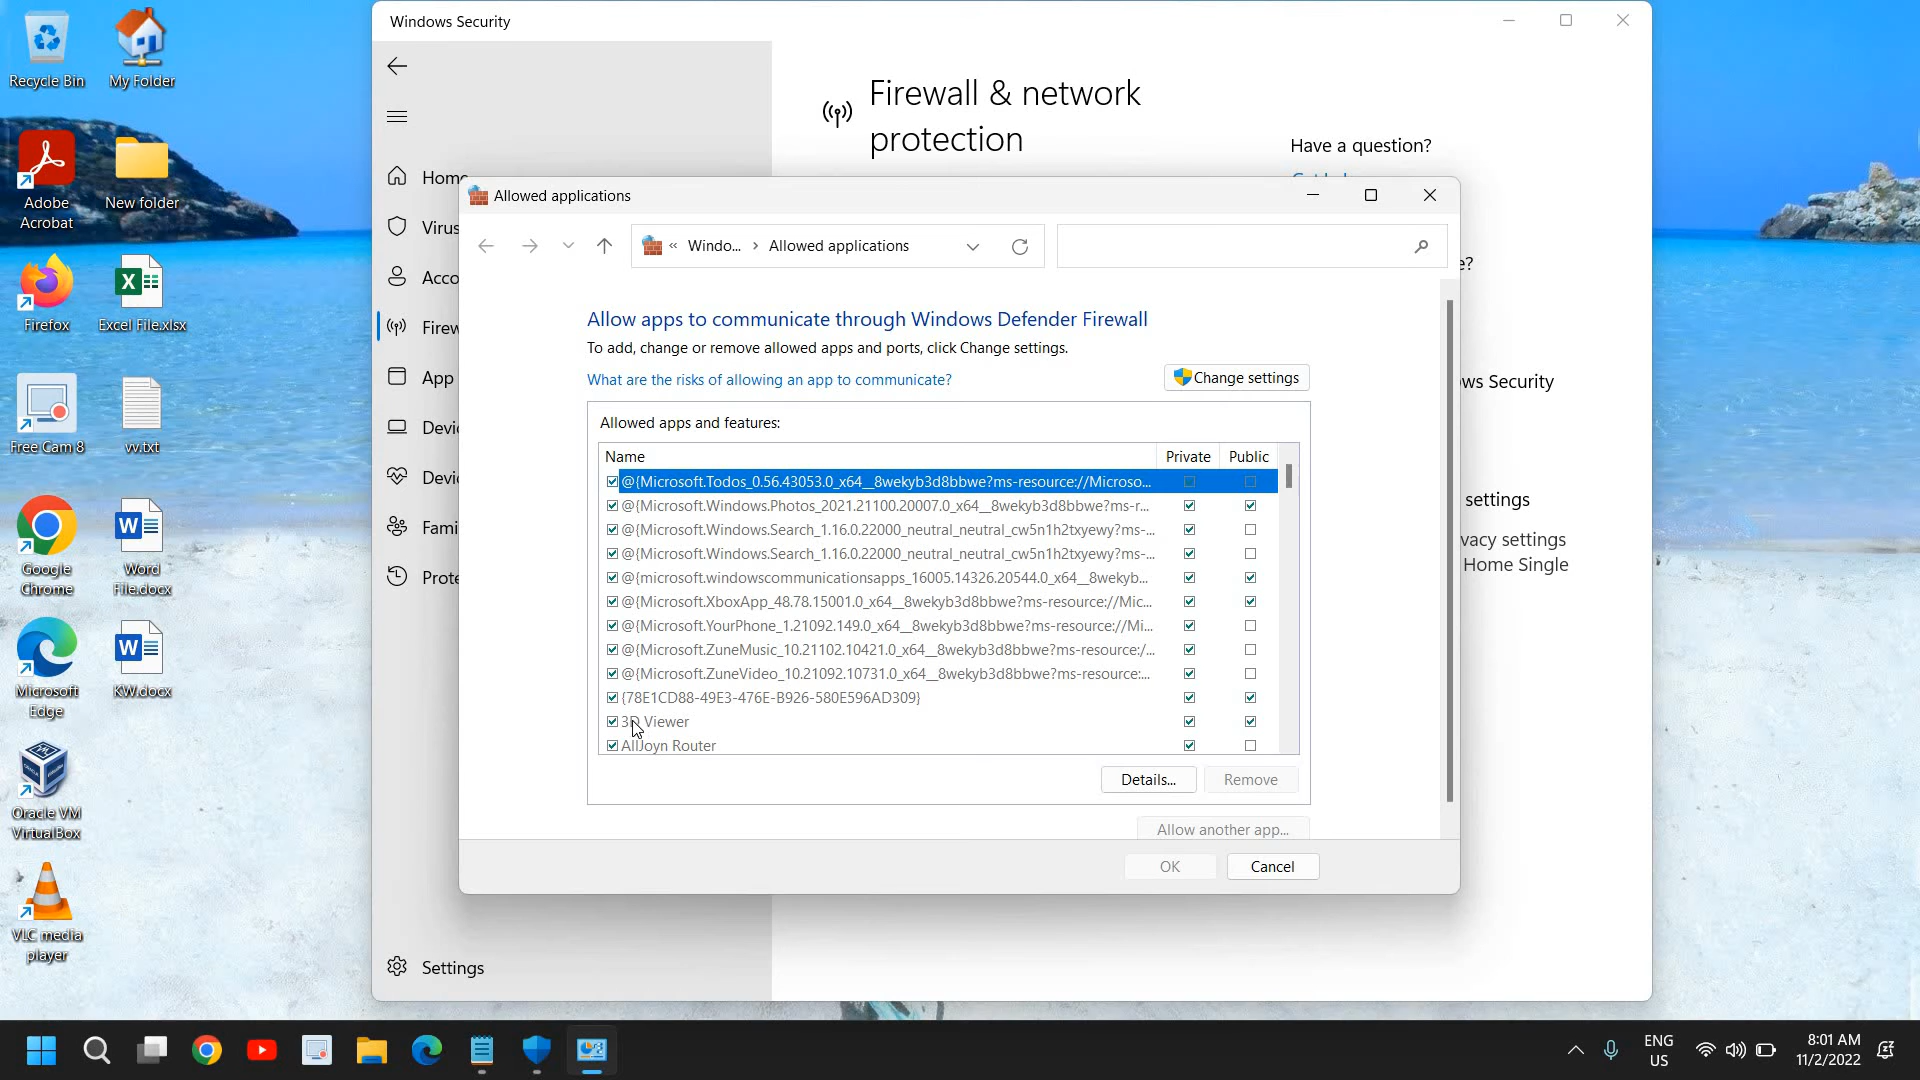 Recycle Bin
My Folder
Adobe
Acrobat
New folder
Firefox
Excel File.xlsx
Free Cam 8
vv.txt
Google
Chrome
Word
File.docx
Microsoft
Edge
KW.docx
Oracle VM
VirtualBox
VLC media
player
Windows Security
Home
Virus
Acco
Firew
App
Devi
Devi
Fami
Prote
Settings
Firewall & network
protection
Have a question?
e?
ws Security
settings
vacy settings
Home Single
Allowed applications
« Windo... > Allowed applications
Allow apps to communicate through Windows Defender Firewall
To add, change or remove allowed apps and ports, click Change settings.
What are the risks of allowing an app to communicate?
Change settings
Allowed apps and features:
Name Private Public
@{Microsoft.Todos_0.56.43053.0_x64__8wekyb3d8bbwe?ms-resource://Microso...
@{Microsoft.Windows.Photos_2021.21100.20007.0_x64__8wekyb3d8bbwe?ms-r...
@{Microsoft.Windows.Search_1.16.0.22000_neutral_neutral_cw5n1h2txyewy?ms-...
@{Microsoft.Windows.Search_1.16.0.22000_neutral_neutral_cw5n1h2txyewy?ms-...
@{microsoft.windowscommunicationsapps_16005.14326.20544.0_x64__8wekyb...
@{Microsoft.XboxApp_48.78.15001.0_x64__8wekyb3d8bbwe?ms-resource://Mic...
@{Microsoft.YourPhone_1.21092.149.0_x64__8wekyb3d8bbwe?ms-resource://Mi...
@{Microsoft.ZuneMusic_10.21102.10421.0_x64__8wekyb3d8bbwe?ms-resource:/...
@{Microsoft.ZuneVideo_10.21092.10731.0_x64__8wekyb3d8bbwe?ms-resource:...
{78E1CD88-49E3-476E-B926-580E596AD309}
3D Viewer
AllJoyn Router
Details...
Remove
Allow another app...
OK
Cancel
ENG
US
8:01 AM
11/2/2022